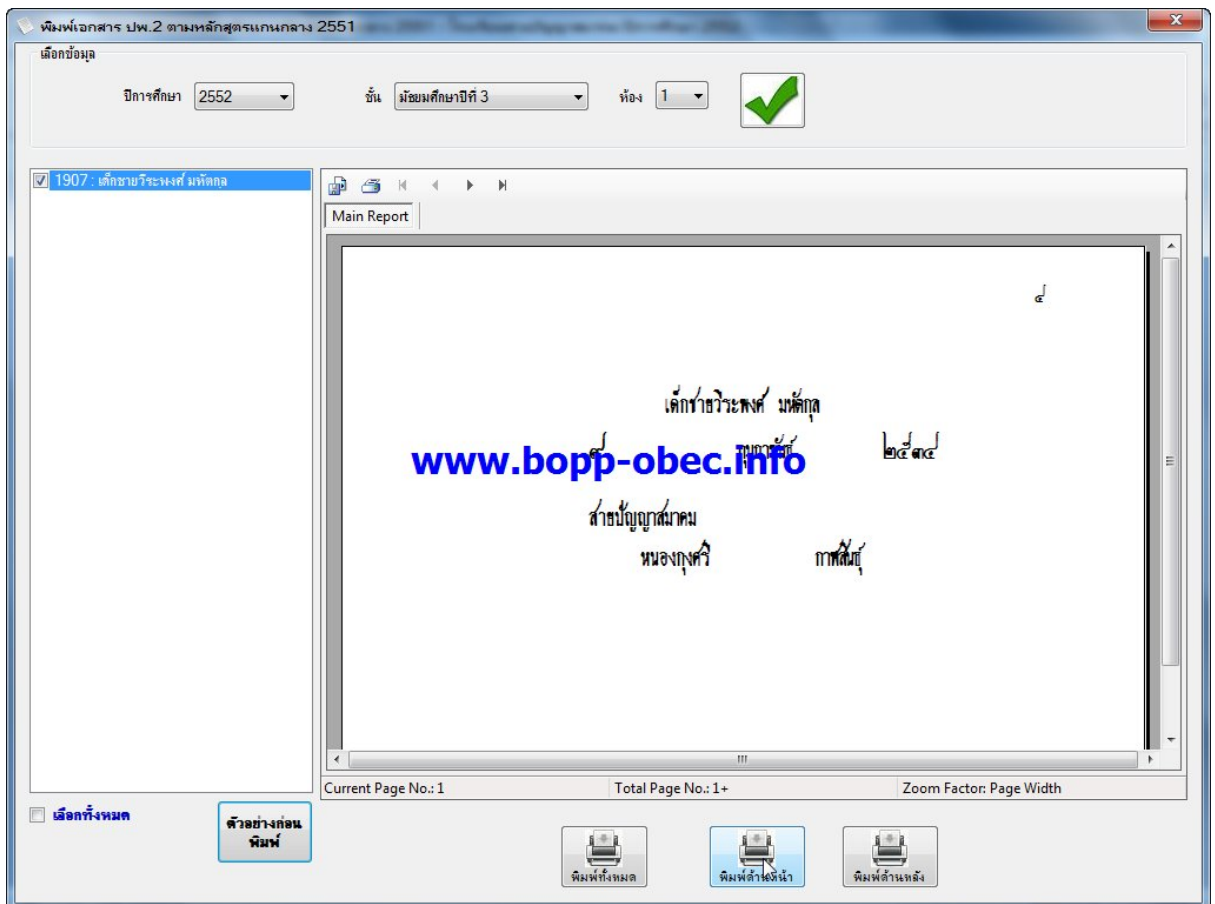 พิมพ์เอกสาร ปพ.2 ตามหลักสูตรแกนกลาง 2551
เลือกข้อมูล
ปีการศึกษา 2552 ชั้น มัธยมศึกษาปีที่ 3 ห้อง 1
1907 : เด็กชายวีระพงศ์ มหัตกุล
Main Report
๔
เด็กชายวีระพงศ์ มหัตกุล
๙ กุมภาพันธ์ ๒๕๓๔
www.bopp-obec.info
สายปัญญาสมาคม
หนองกุงศรี กาฬสินธุ์
Current Page No.: 1 Total Page No.: 1+ Zoom Factor: Page Width
เลือกทั้งหมด
ตัวอย่างก่อน
พิมพ์
พิมพ์ทั้งหมด พิมพ์ด้านหน้า พิมพ์ด้านหลัง